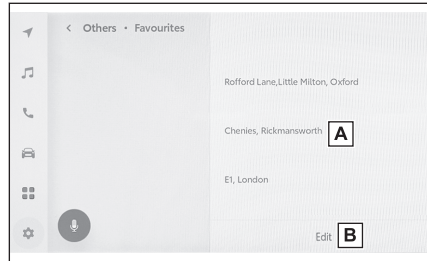 < Others • Favourites
Rofford Lane,Little Milton, Oxford
Chenies, Rickmansworth A
E1, London
Edit B